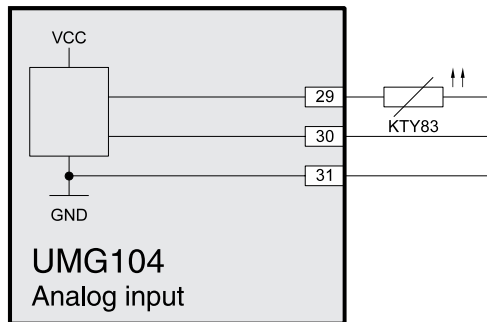 VCC
29
KTY83
30
31
GND
UMG104
Analog input